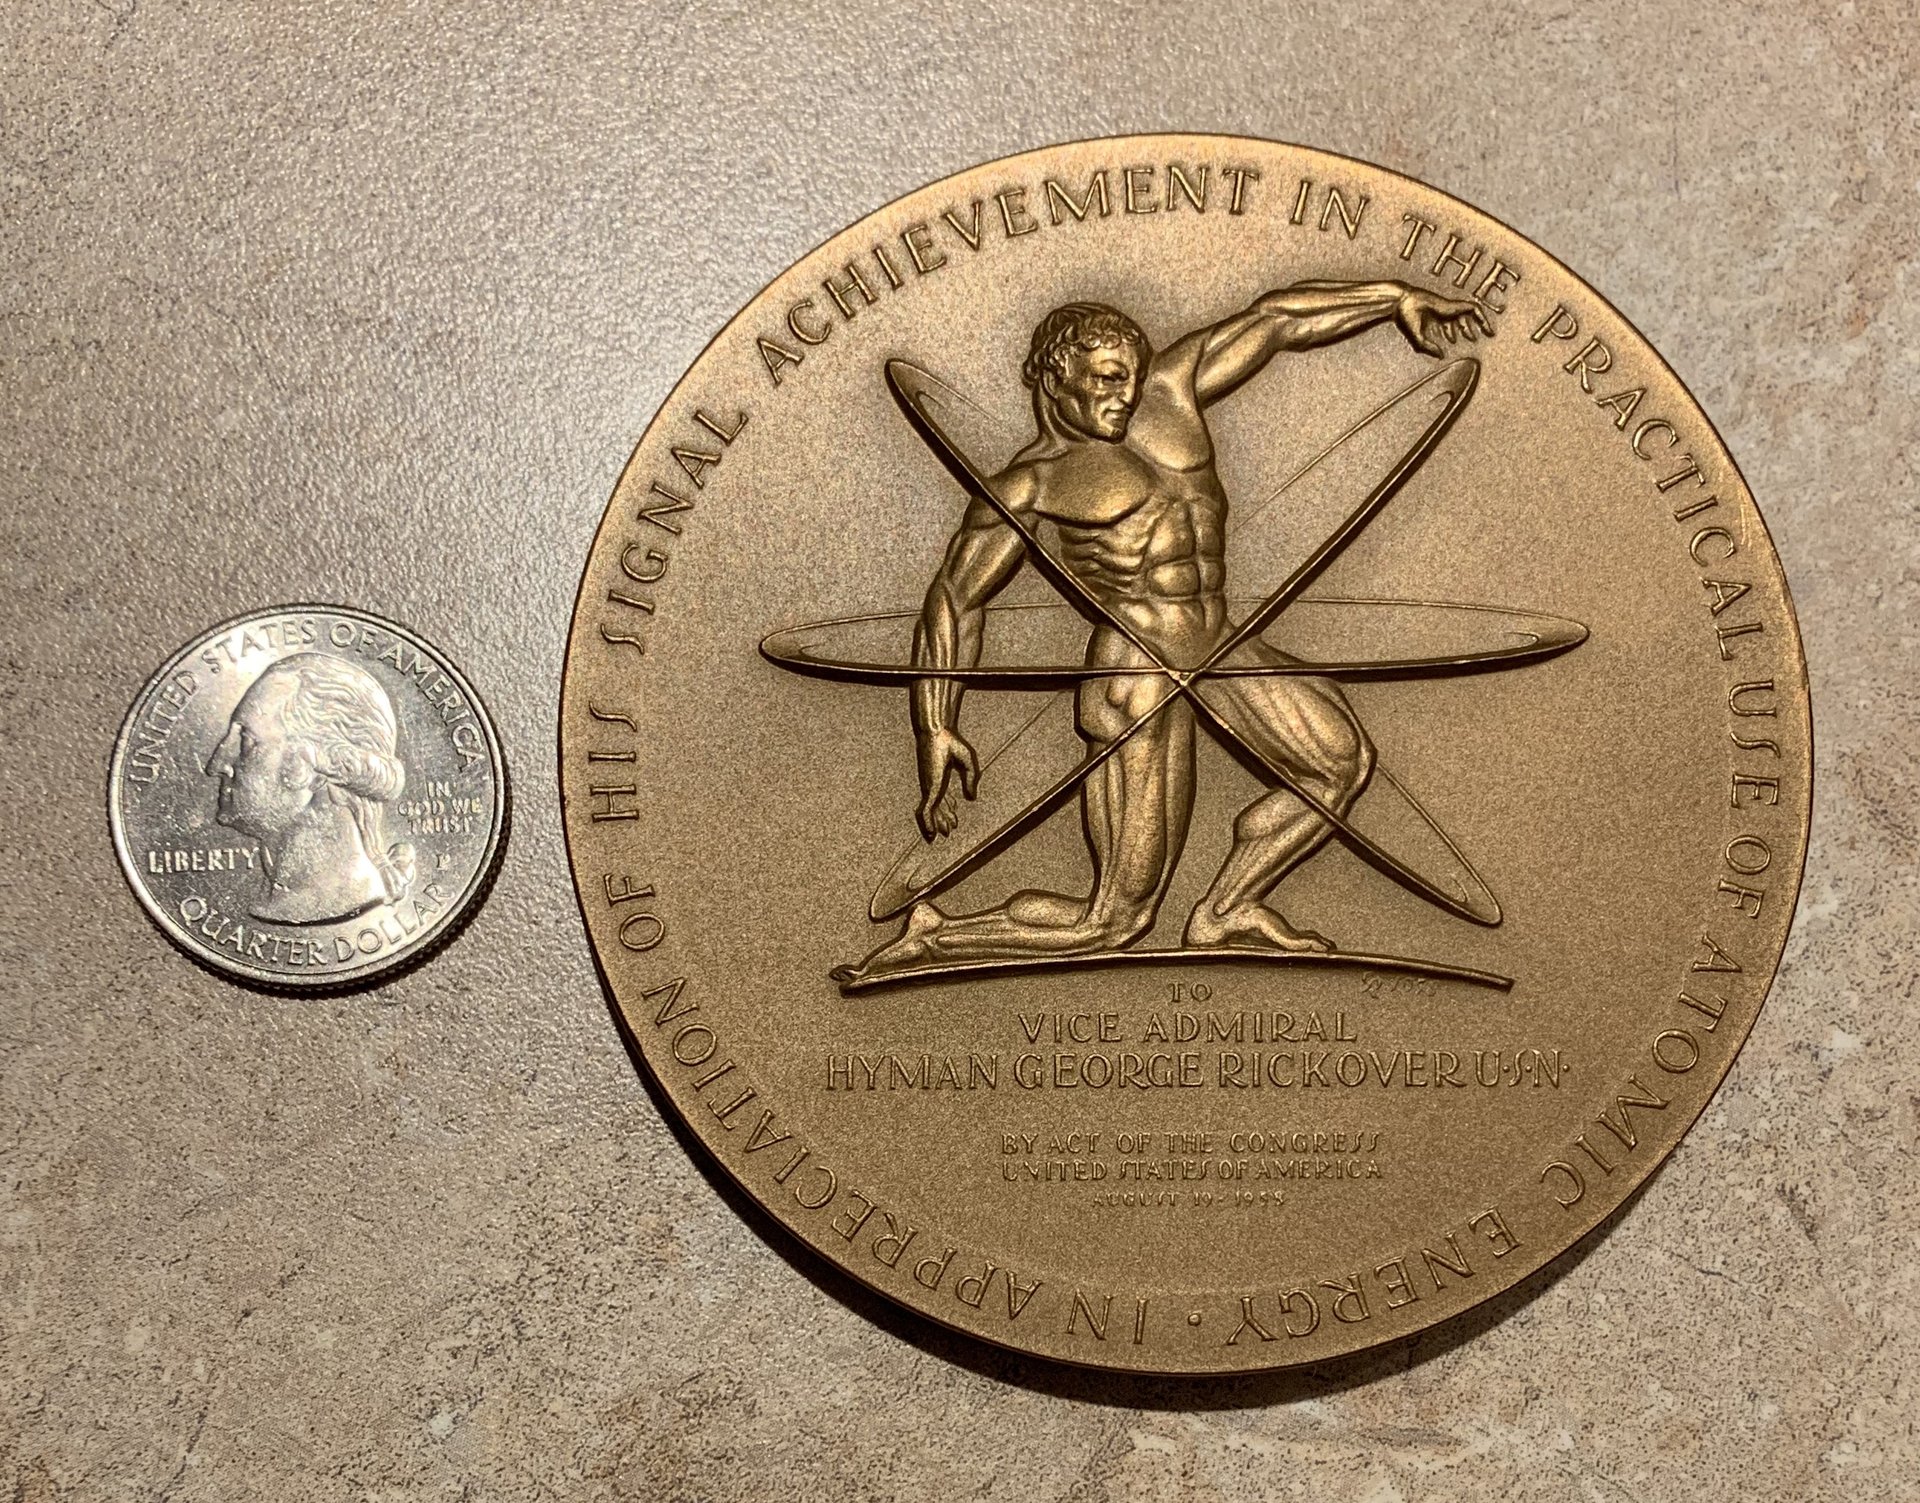 UNITED STATES OF AMERICA
IN
GOD WE
TRUST
LIBERTY
P
QUARTER DOLLAR
IN APPRECIATION OF HIS SIGNAL ACHIEVEMENT IN THE PRACTICAL USE OF ATOMIC ENERGY ·
TO
VICE ADMIRAL
HYMAN GEORGE RICKOVER U·S·N·
BY ACT OF THE CONGRESS
UNITED STATES OF AMERICA
AUGUST 19 - 1958